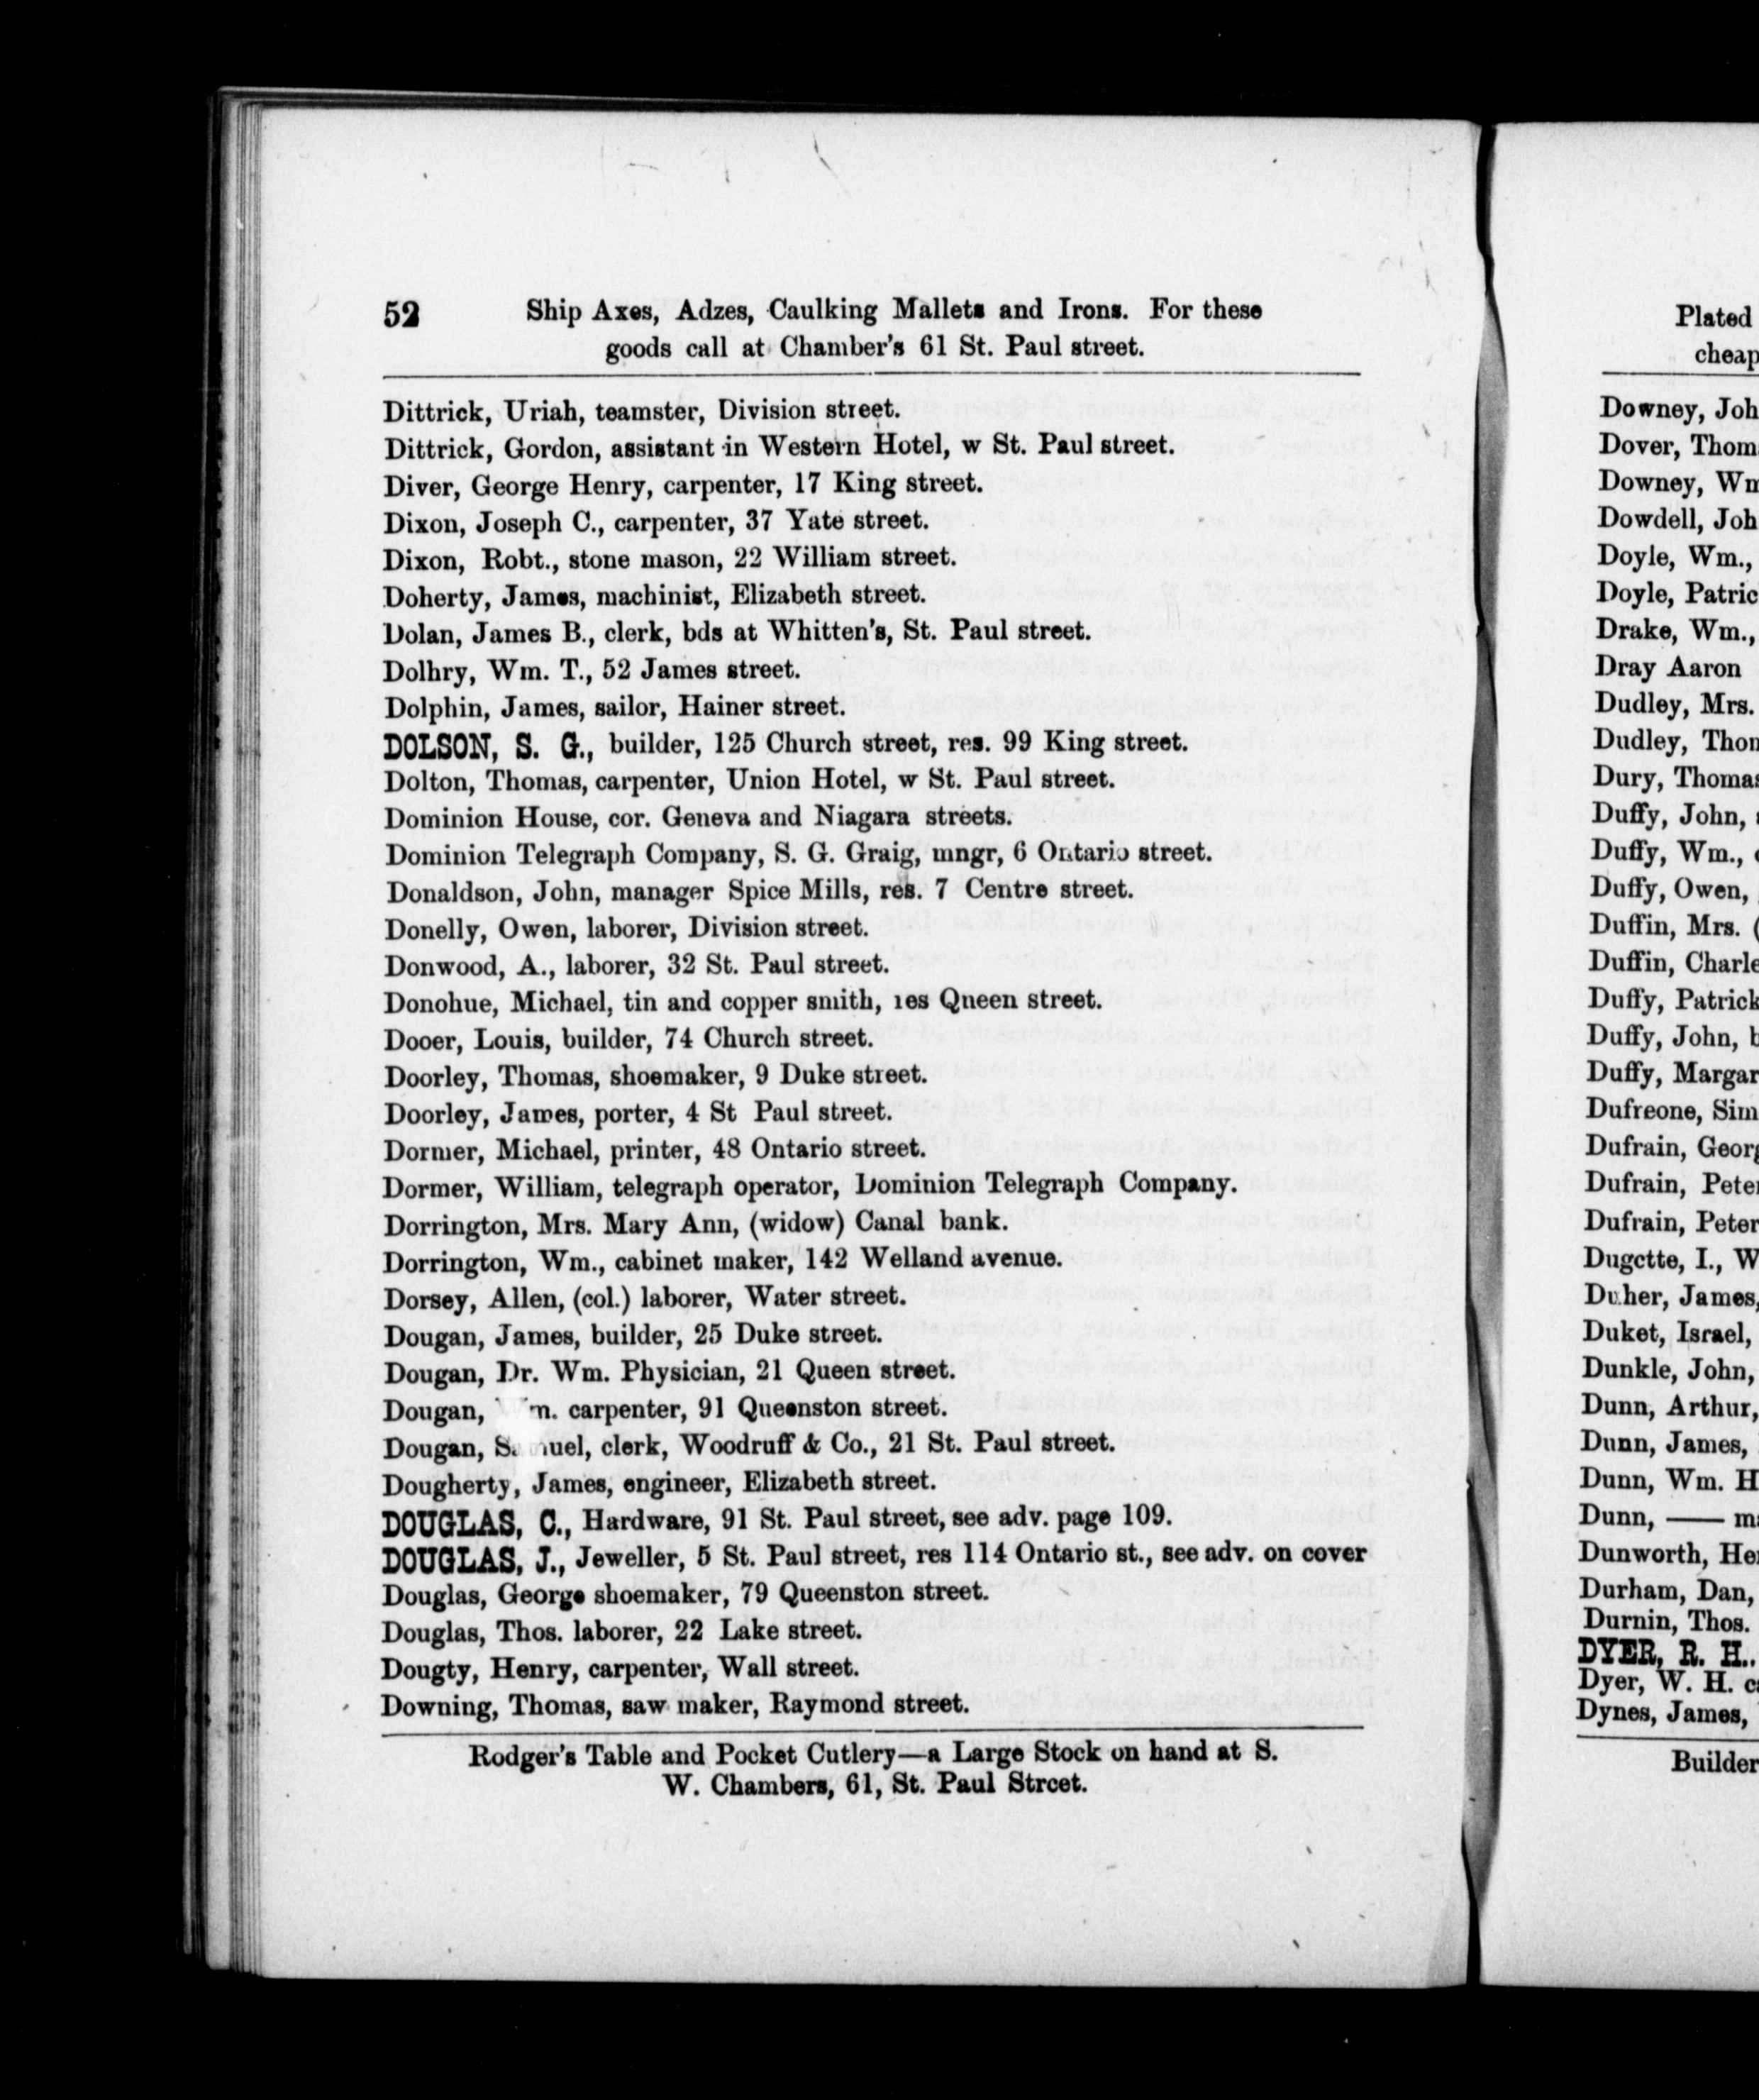 52 Ship Axes, Adzes, Caulking Mallets and Irons. For these
goods call at Chamber's 61 St. Paul street.
Dittrick, Uriah, teamster, Division street.
Dittrick, Gordon, assistant in Western Hotel, w St. Paul street.
Diver, George Henry, carpenter, 17 King street.
Dixon, Joseph C., carpenter, 37 Yate street.
Dixon, Robt., stone mason, 22 William street.
Doherty, James, machinist, Elizabeth street.
Dolan, James B., clerk, bds at Whitten's, St. Paul street.
Dolhry, Wm. T., 52 James street.
Dolphin, James, sailor, Hainer street.
DOLSON, S. G., builder, 125 Church street, res. 99 King street.
Dolton, Thomas, carpenter, Union Hotel, w St. Paul street.
Dominion House, cor. Geneva and Niagara streets.
Dominion Telegraph Company, S. G. Graig, mngr, 6 Ontario street.
Donaldson, John, manager Spice Mills, res. 7 Centre street.
Donelly, Owen, laborer, Division street.
Donwood, A., laborer, 32 St. Paul street.
Donohue, Michael, tin and copper smith, res Queen street.
Dooer, Louis, builder, 74 Church street.
Doorley, Thomas, shoemaker, 9 Duke street.
Doorley, James, porter, 4 St Paul street.
Dormer, Michael, printer, 48 Ontario street.
Dormer, William, telegraph operator, Dominion Telegraph Company.
Dorrington, Mrs. Mary Ann, (widow) Canal bank.
Dorrington, Wm., cabinet maker, 142 Welland avenue.
Dorsey, Allen, (col.) laborer, Water street.
Dougan, James, builder, 25 Duke street.
Dougan, Dr. Wm. Physician, 21 Queen street.
Dougan, Wm. carpenter, 91 Queenston street.
Dougan, Samuel, clerk, Woodruff & Co., 21 St. Paul street.
Dougherty, James, engineer, Elizabeth street.
DOUGLAS, C., Hardware, 91 St. Paul street, see adv. page 109.
DOUGLAS, J., Jeweller, 5 St. Paul street, res 114 Ontario st., see adv. on cover
Douglas, George shoemaker, 79 Queenston street.
Douglas, Thos. laborer, 22 Lake street.
Dougty, Henry, carpenter, Wall street.
Downing, Thomas, saw maker, Raymond street.
Rodger's Table and Pocket Cutlery—a Large Stock on hand at S.
W. Chambers, 61, St. Paul Street.
Plated
cheap
Downey, Joh
Dover, Thom
Downey, Wm
Dowdell, Joh
Doyle, Wm.,
Doyle, Patric
Drake, Wm.,
Dray Aaron
Dudley, Mrs.
Dudley, Thom
Dury, Thomas
Duffy, John,
Duffy, Wm.,
Duffy, Owen,
Duffin, Mrs. (
Duffin, Charle
Duffy, Patrick
Duffy, John, b
Duffy, Margar
Dufreone, Sim
Dufrain, Georg
Dufrain, Peter
Dufrain, Peter
Dugette, I., W
Duher, James,
Duket, Israel,
Dunkle, John,
Dunn, Arthur,
Dunn, James,
Dunn, Wm. H
Dunn, —— ma
Dunworth, He
Durham, Dan,
Durnin, Thos.
DYER, R. H..
Dyer, W. H. ca
Dynes, James,
Builder